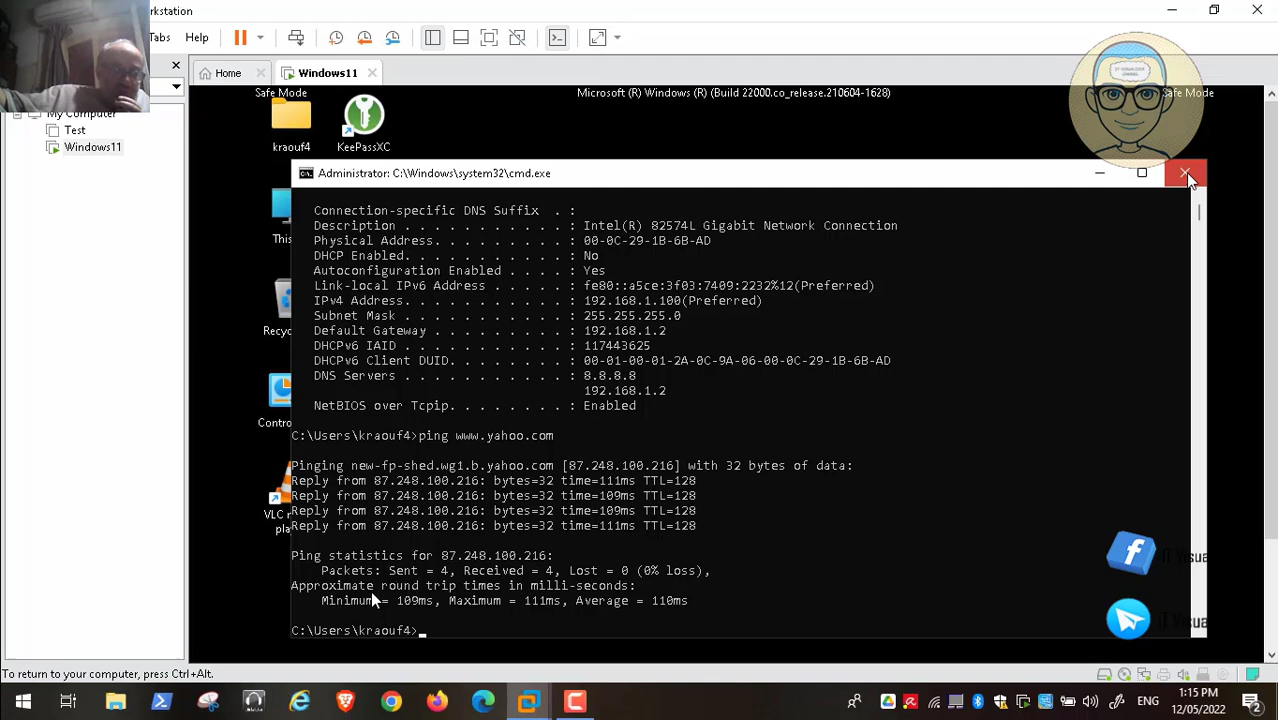 rkstation
Tabs Help
Home Windows11
My Computer
Test
Windows11
Safe Mode Microsoft (R) Windows (R) (Build 22000.co_release.210604-1628) Safe Mode
kraouf4 KeePassXC
This
Recyc
Contro
VLC m
play
Administrator: C:\Windows\system32\cmd.exe
Connection-specific DNS Suffix . :
Description . . . . . . . . . . . : Intel(R) 82574L Gigabit Network Connection
Physical Address. . . . . . . . . : 00-0C-29-1B-6B-AD
DHCP Enabled. . . . . . . . . . . : No
Autoconfiguration Enabled . . . . : Yes
Link-local IPv6 Address . . . . . : fe80::a5ce:3f03:7409:2232%12(Preferred)
IPv4 Address. . . . . . . . . . . : 192.168.1.100(Preferred)
Subnet Mask . . . . . . . . . . . : 255.255.255.0
Default Gateway . . . . . . . . . : 192.168.1.2
DHCPv6 IAID . . . . . . . . . . . : 117443625
DHCPv6 Client DUID. . . . . . . . : 00-01-00-01-2A-0C-9A-06-00-0C-29-1B-6B-AD
DNS Servers . . . . . . . . . . . : 8.8.8.8
192.168.1.2
NetBIOS over Tcpip. . . . . . . . : Enabled
C:\Users\kraouf4>ping www.yahoo.com
Pinging new-fp-shed.wg1.b.yahoo.com [87.248.100.216] with 32 bytes of data:
Reply from 87.248.100.216: bytes=32 time=111ms TTL=128
Reply from 87.248.100.216: bytes=32 time=109ms TTL=128
Reply from 87.248.100.216: bytes=32 time=109ms TTL=128
Reply from 87.248.100.216: bytes=32 time=111ms TTL=128
Ping statistics for 87.248.100.216:
Packets: Sent = 4, Received = 4, Lost = 0 (0% loss),
Approximate round trip times in milli-seconds:
Minimum = 109ms, Maximum = 111ms, Average = 110ms
C:\Users\kraouf4>
IT Visual
IT Visua
To return to your computer, press Ctrl+Alt.
ENG
1:15 PM
12/05/2022
2